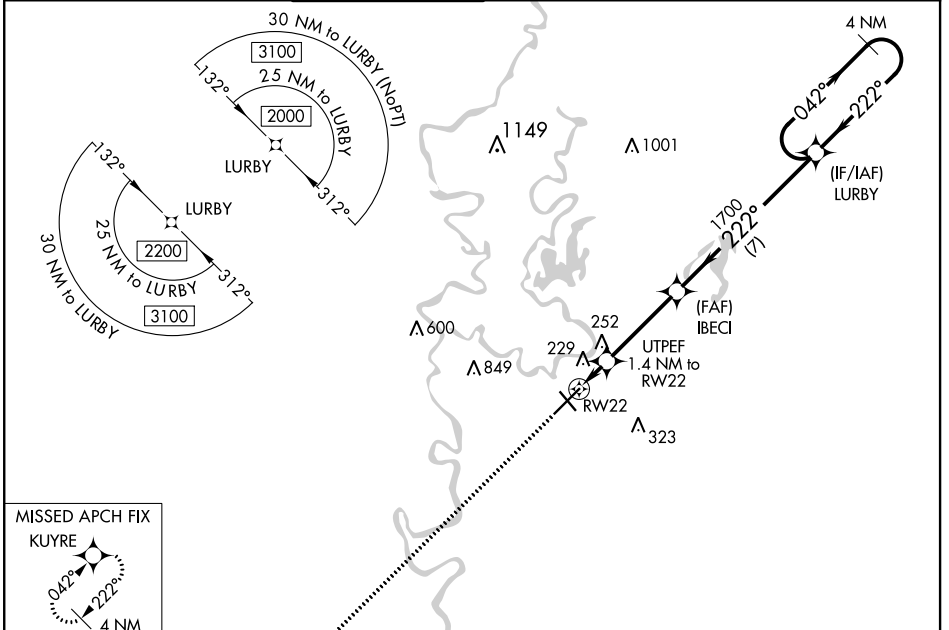 30 NM to LURBY (NoPT)
3100
25 NM to LURBY
2000
132°
312°
LURBY
132°
LURBY
2200
25 NM to LURBY
312°
3100
30 NM to LURBY
4 NM
042°
222°
(IF/IAF)
LURBY
1149
1001
1700
222°
(7)
(FAF)
IBECI
600
849
252
229
UTPEF
1.4 NM to
RW22
RW22
323
MISSED APCH FIX
KUYRE
042°
222°
4 NM